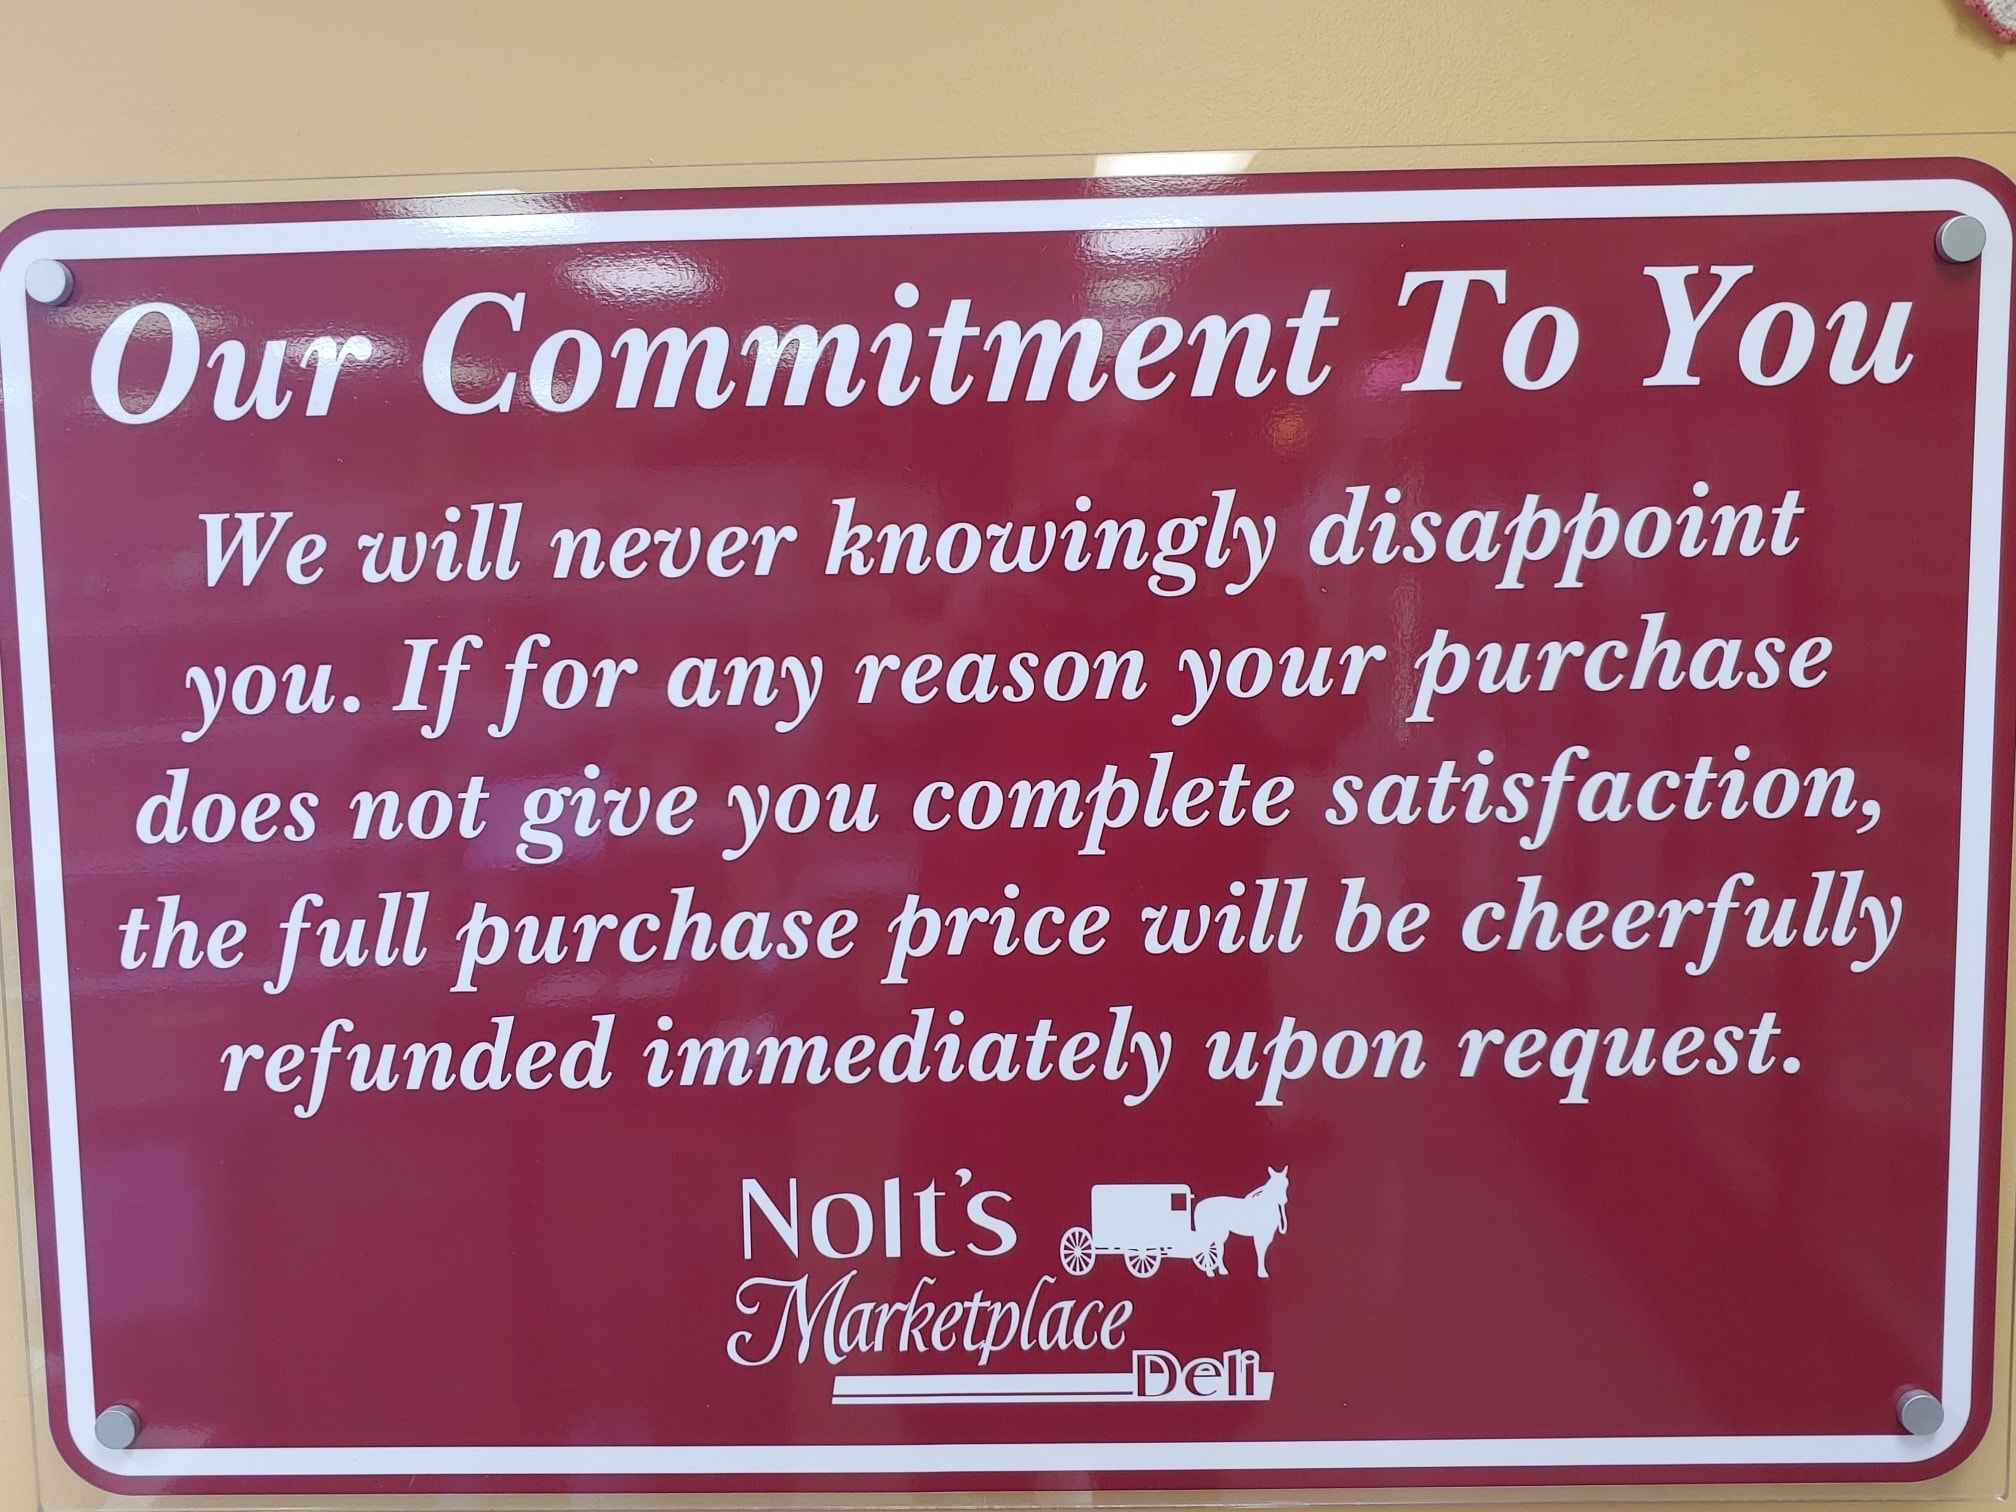 Our Commitment To You
We will never knowingly disappoint
you. If for any reason your purchase
does not give you complete satisfaction,
the full purchase price will be cheerfully
refunded immediately upon request.
Nolt's
Marketplace
Deli